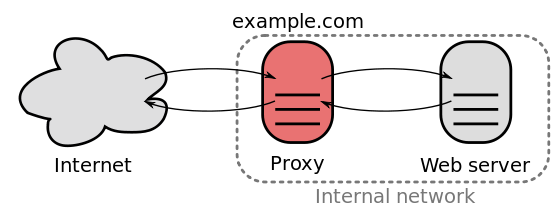 example.com
Internet
Proxy
Web server
Internal network